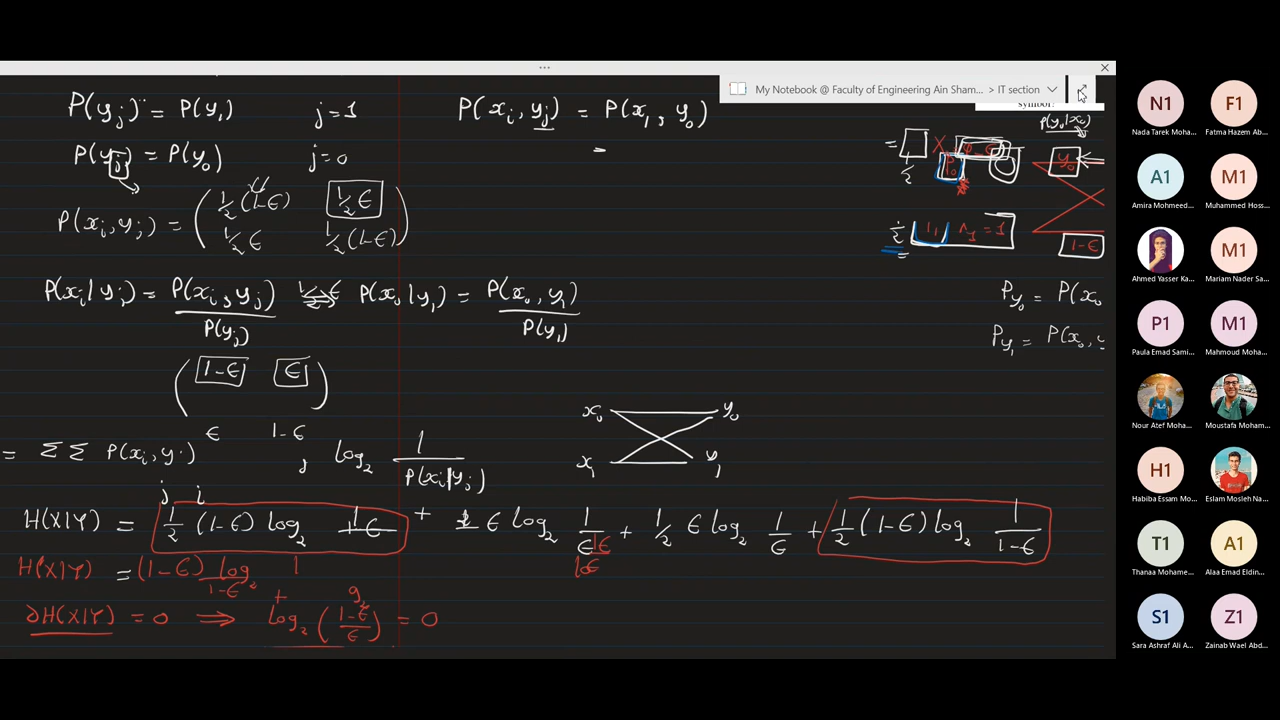 My Notebook @ Faculty of Engineering Ain Sham... > IT section
symbol?
P(yj) = P(y1) j=1
P(xi, yj) = P(x1, y0)
=
P(yj) = P(y0) j=0
P(xi, yj) = ( 1/2(1-ϵ) 1/2ϵ
1/2ϵ 1/2(1-ϵ) )
P(y0|x0)
y0
1-ϵ
Py0 = P(x0
Py1 = P(x0, y
P(xi|yj) = P(xi, yj) / P(yj) => P(x0|y1) = P(x0, y1) / P(y1)
( 1-ϵ ϵ )
ϵ 1-ϵ
x0 y0
x1 y1
= ΣΣ P(xi, yj) log2 1 / P(xi|yj)
j i
H(X|Y) = 1/2 (1-ϵ) log2 1/1-ϵ + 1/2 ϵ log2 1/ϵ + 1/2 ϵ log2 1/ϵ + 1/2 (1-ϵ) log2 1/1-ϵ
H(X|Y) = (1-ϵ) log2 1/1-ϵ +
∂H(X|Y) = 0 => log2 (1-ϵ/ϵ) = 0
N1
Nada Tarek Moha...
F1
Fatma Hazem Ab...
A1
Amira Mohmeed...
M1
Muhammed Hoss...
Ahmed Yasser Ka...
M1
Mariam Nader Sa...
P1
Paula Emad Sami...
M1
Mahmoud Moha...
Nour Atef Moha...
Moustafa Moham...
H1
Habiba Essam Mo...
Eslam Mosleh Na...
T1
Thanaa Mohame...
A1
Alaa Emad Eldin...
S1
Sara Ashraf Ali A...
Z1
Zainab Wael Abd...